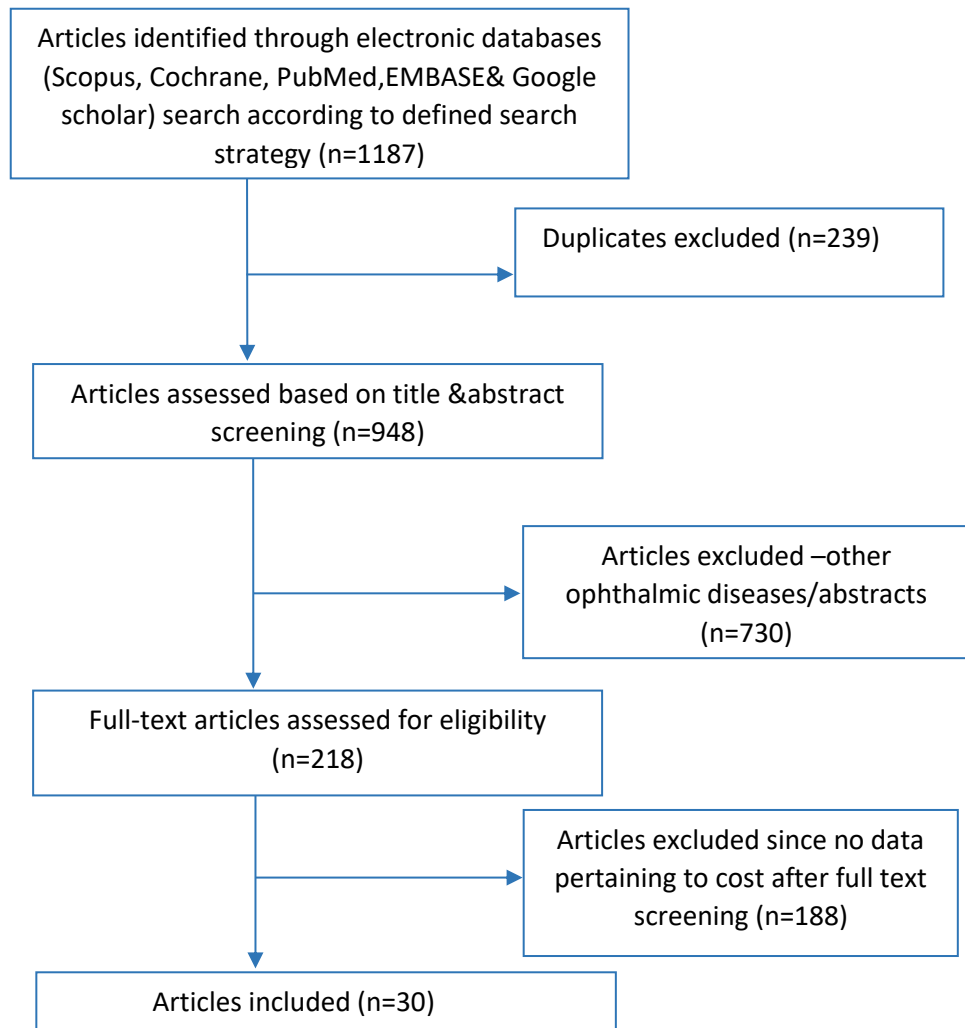 Articles identified through electronic databases
(Scopus, Cochrane, PubMed,EMBASE& Google
scholar) search according to defined search
strategy (n=1187)
Duplicates excluded (n=239)
Articles assessed based on title &abstract
screening (n=948)
Articles excluded –other
ophthalmic diseases/abstracts
(n=730)
Full-text articles assessed for eligibility
(n=218)
Articles excluded since no data
pertaining to cost after full text
screening (n=188)
Articles included (n=30)